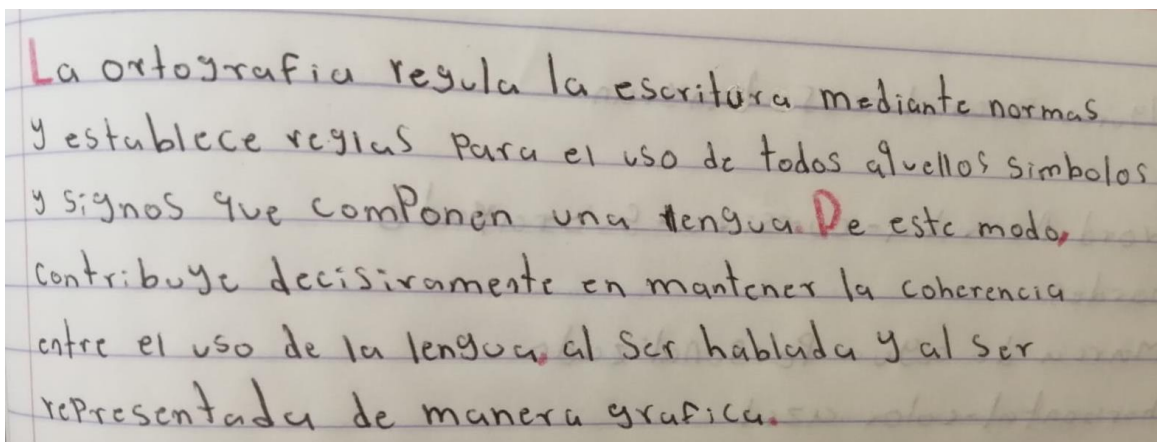 La ortografia regula la escritura mediante normas
y establece reglas para el uso de todos aquellos simbolos
y signos que componen una lengua. De este modo,
contribuye decisivamente en mantener la coherencia
entre el uso de la lengua, al ser hablada y al ser
representada de manera grafica.